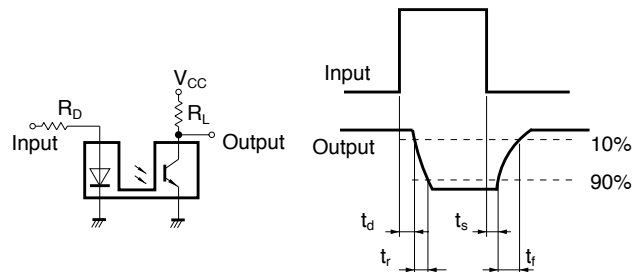 V_CC
R_D
R_L
Input
Output
Input
Output
10%
90%
t_d
t_s
t_r
t_f